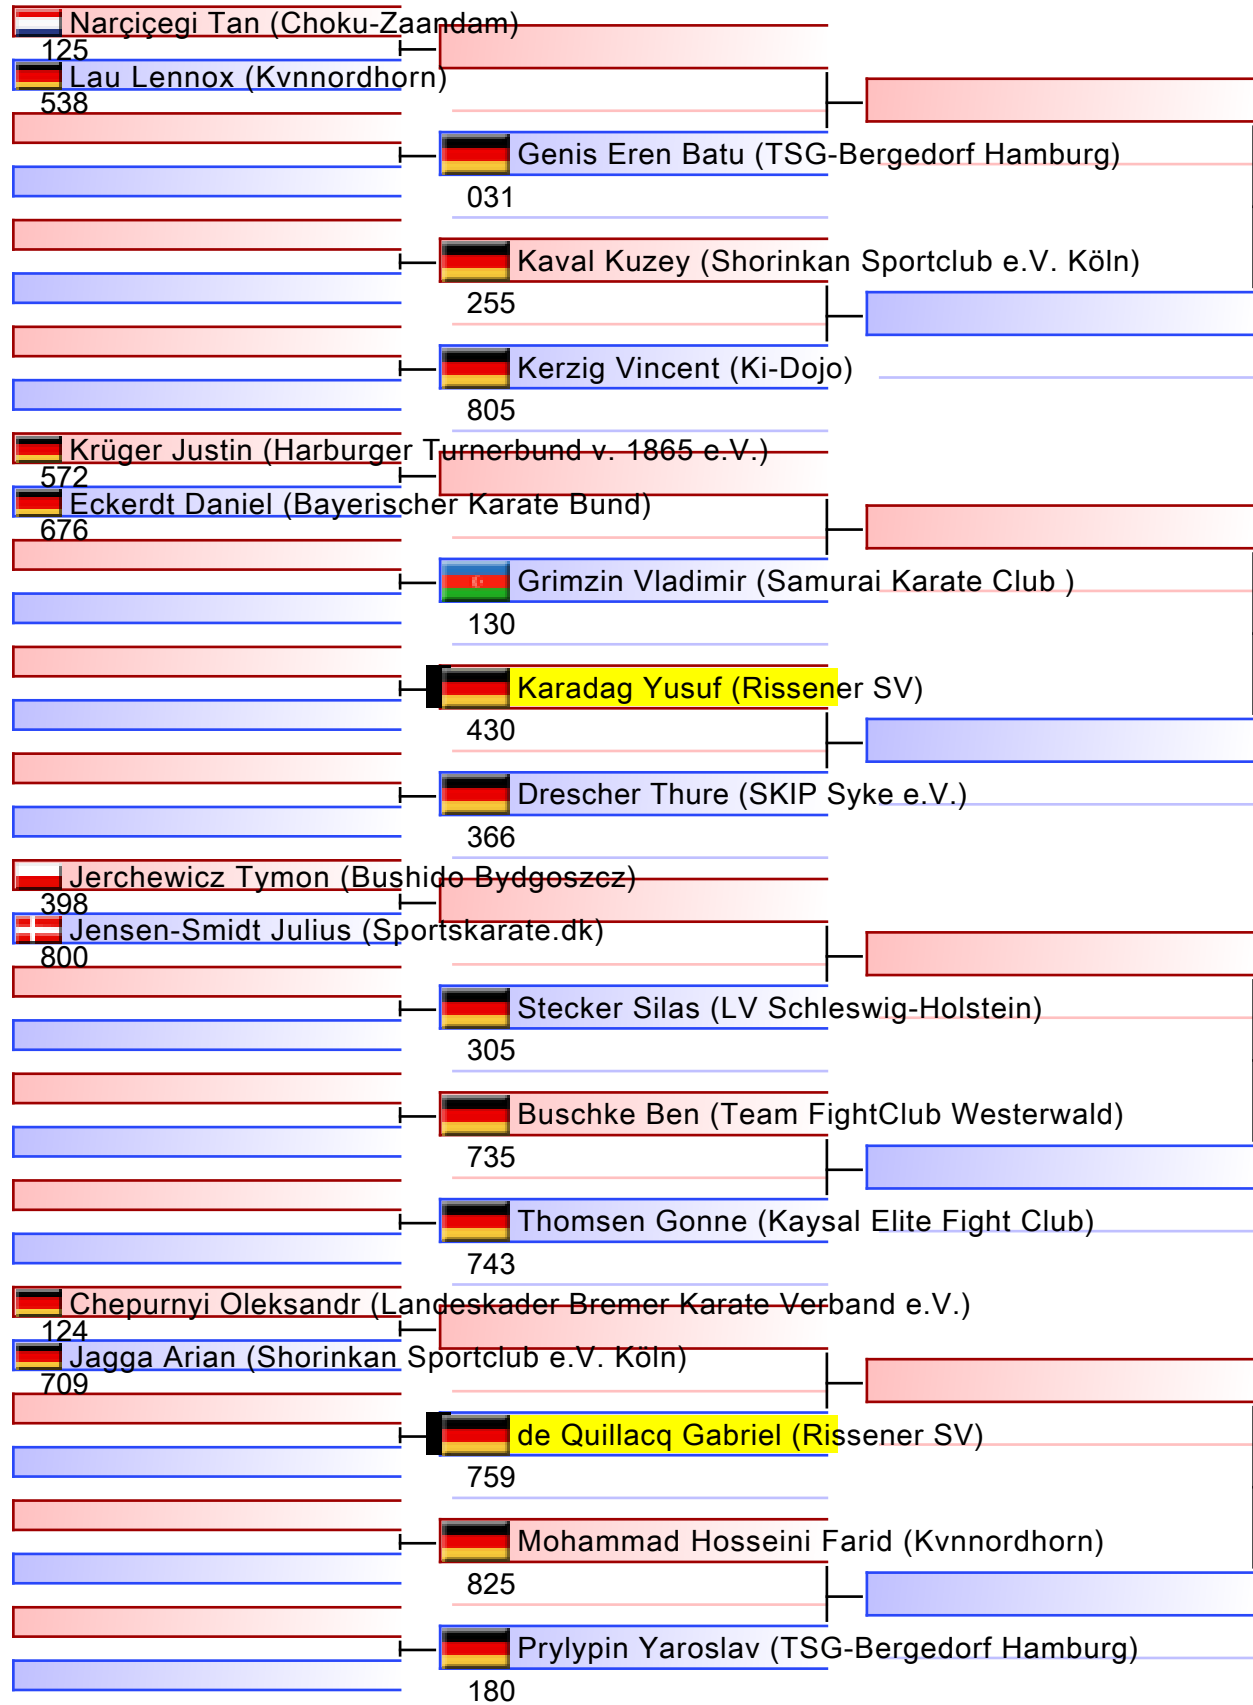 Narçiçegi Tan (Choku-Zaandam)
125
Lau Lennox (Kvnnordhorn)
538
Genis Eren Batu (TSG-Bergedorf Hamburg)
031
Kaval Kuzey (Shorinkan Sportclub e.V. Köln)
255
Kerzig Vincent (Ki-Dojo)
805
Krüger Justin (Harburger Turnerbund v. 1865 e.V.)
572
Eckerdt Daniel (Bayerischer Karate Bund)
676
Grimzin Vladimir (Samurai Karate Club )
130
Karadag Yusuf (Rissener SV)
430
Drescher Thure (SKIP Syke e.V.)
366
Jerchewicz Tymon (Bushido Bydgoszcz)
398
Jensen-Smidt Julius (Sportskarate.dk)
800
Stecker Silas (LV Schleswig-Holstein)
305
Buschke Ben (Team FightClub Westerwald)
735
Thomsen Gonne (Kaysal Elite Fight Club)
743
Chepurnyi Oleksandr (Landeskader Bremer Karate Verband e.V.)
124
Jagga Arian (Shorinkan Sportclub e.V. Köln)
709
de Quillacq Gabriel (Rissener SV)
759
Mohammad Hosseini Farid (Kvnnordhorn)
825
Prylypin Yaroslav (TSG-Bergedorf Hamburg)
180